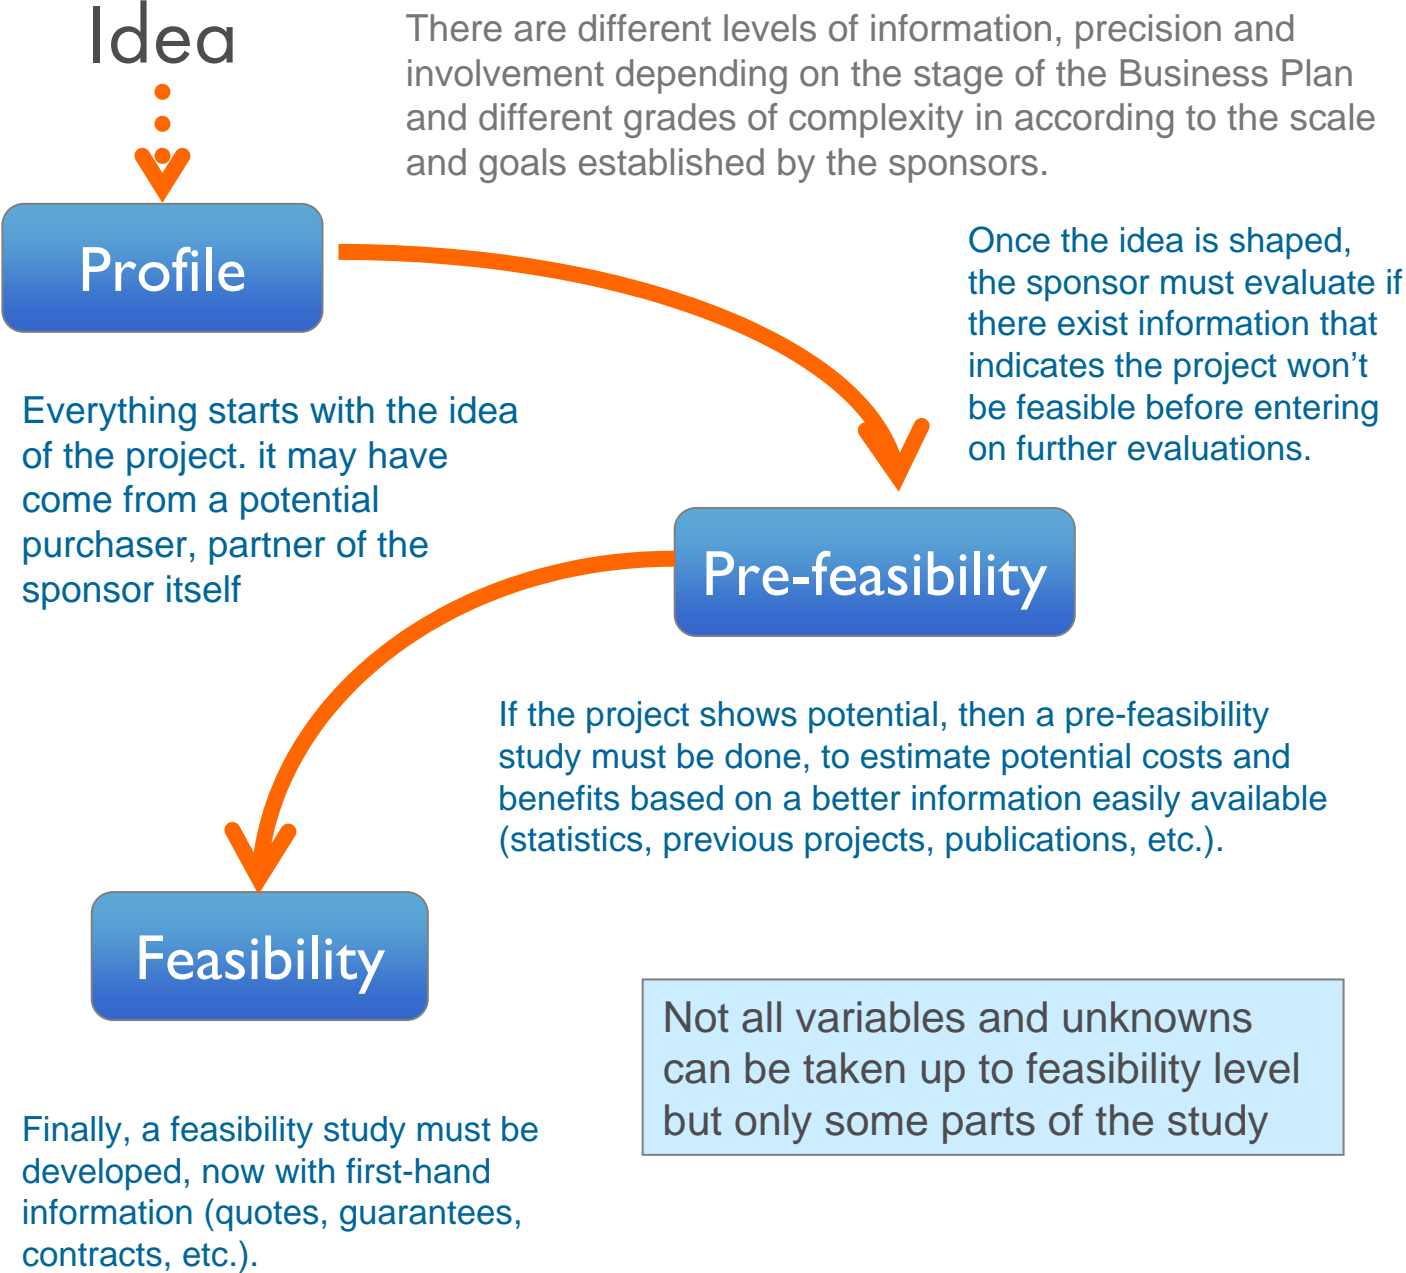 Idea
There are different levels of information, precision and
involvement depending on the stage of the Business Plan
and different grades of complexity in according to the scale
and goals established by the sponsors.
Profile
Once the idea is shaped,
the sponsor must evaluate if
there exist information that
indicates the project won’t
be feasible before entering
on further evaluations.
Everything starts with the idea
of the project. it may have
come from a potential
purchaser, partner of the
sponsor itself
Pre-feasibility
If the project shows potential, then a pre-feasibility
study must be done, to estimate potential costs and
benefits based on a better information easily available
(statistics, previous projects, publications, etc.).
Feasibility
Not all variables and unknowns
can be taken up to feasibility level
but only some parts of the study
Finally, a feasibility study must be
developed, now with first-hand
information (quotes, guarantees,
contracts, etc.).